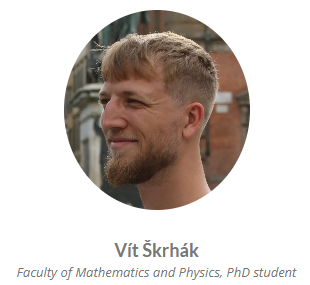 Vít Škrhák
Faculty of Mathematics and Physics, PhD student